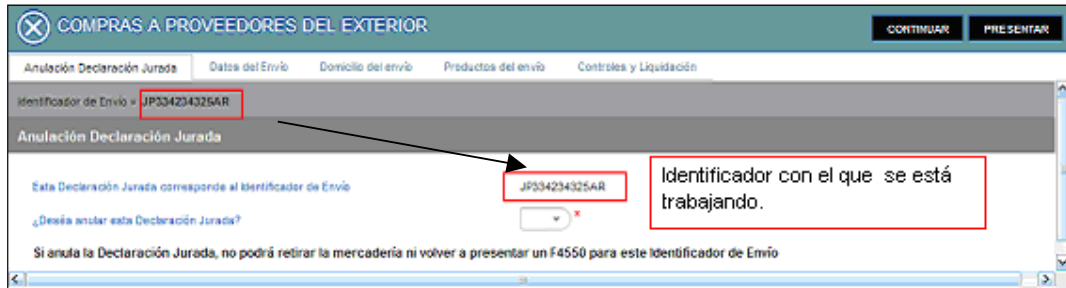 COMPRAS A PROVEEDORES DEL EXTERIOR
CONTINUAR PRESENTAR
Anulación Declaración Jurada Datos del Envío Domicilio del envío Productos del envío Controles y Liquidación
Identificador de Envío » JP334234325AR
Anulación Declaración Jurada
Esta Declaración Jurada corresponde al Identificador de Envío JP334234325AR
¿Deséa anular esta Declaración Jurada? *
Si anula la Declaración Jurada, no podrá retirar la mercadería ni volver a presentar un F4550 para este Identificador de Envío
Identificador con el que se está
trabajando.